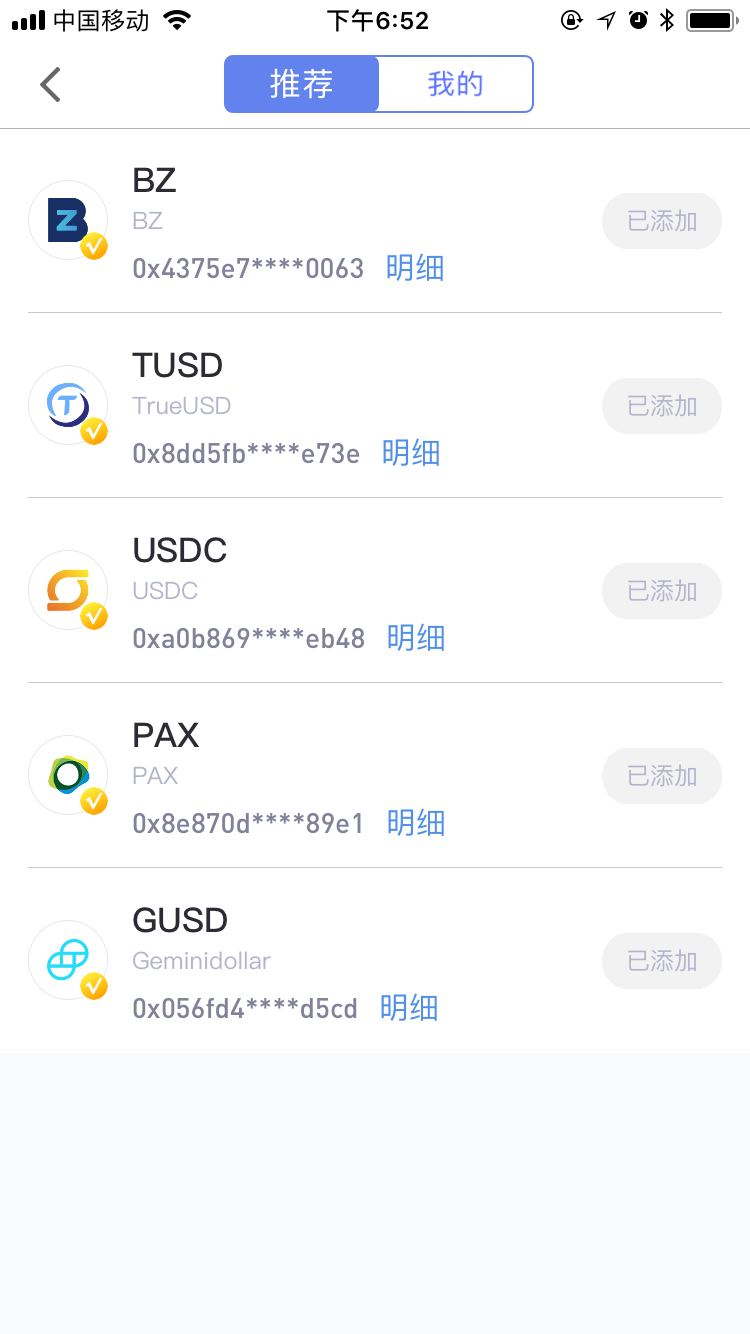 中国移动 下午6:52
推荐 我的
BZ
BZ
已添加
0x4375e7****0063 明细
TUSD
TrueUSD
已添加
0x8dd5fb****e73e 明细
USDC
USDC
已添加
0xa0b869****eb48 明细
PAX
PAX
已添加
0x8e870d****89e1 明细
GUSD
Geminidollar
已添加
0x056fd4****d5cd 明细